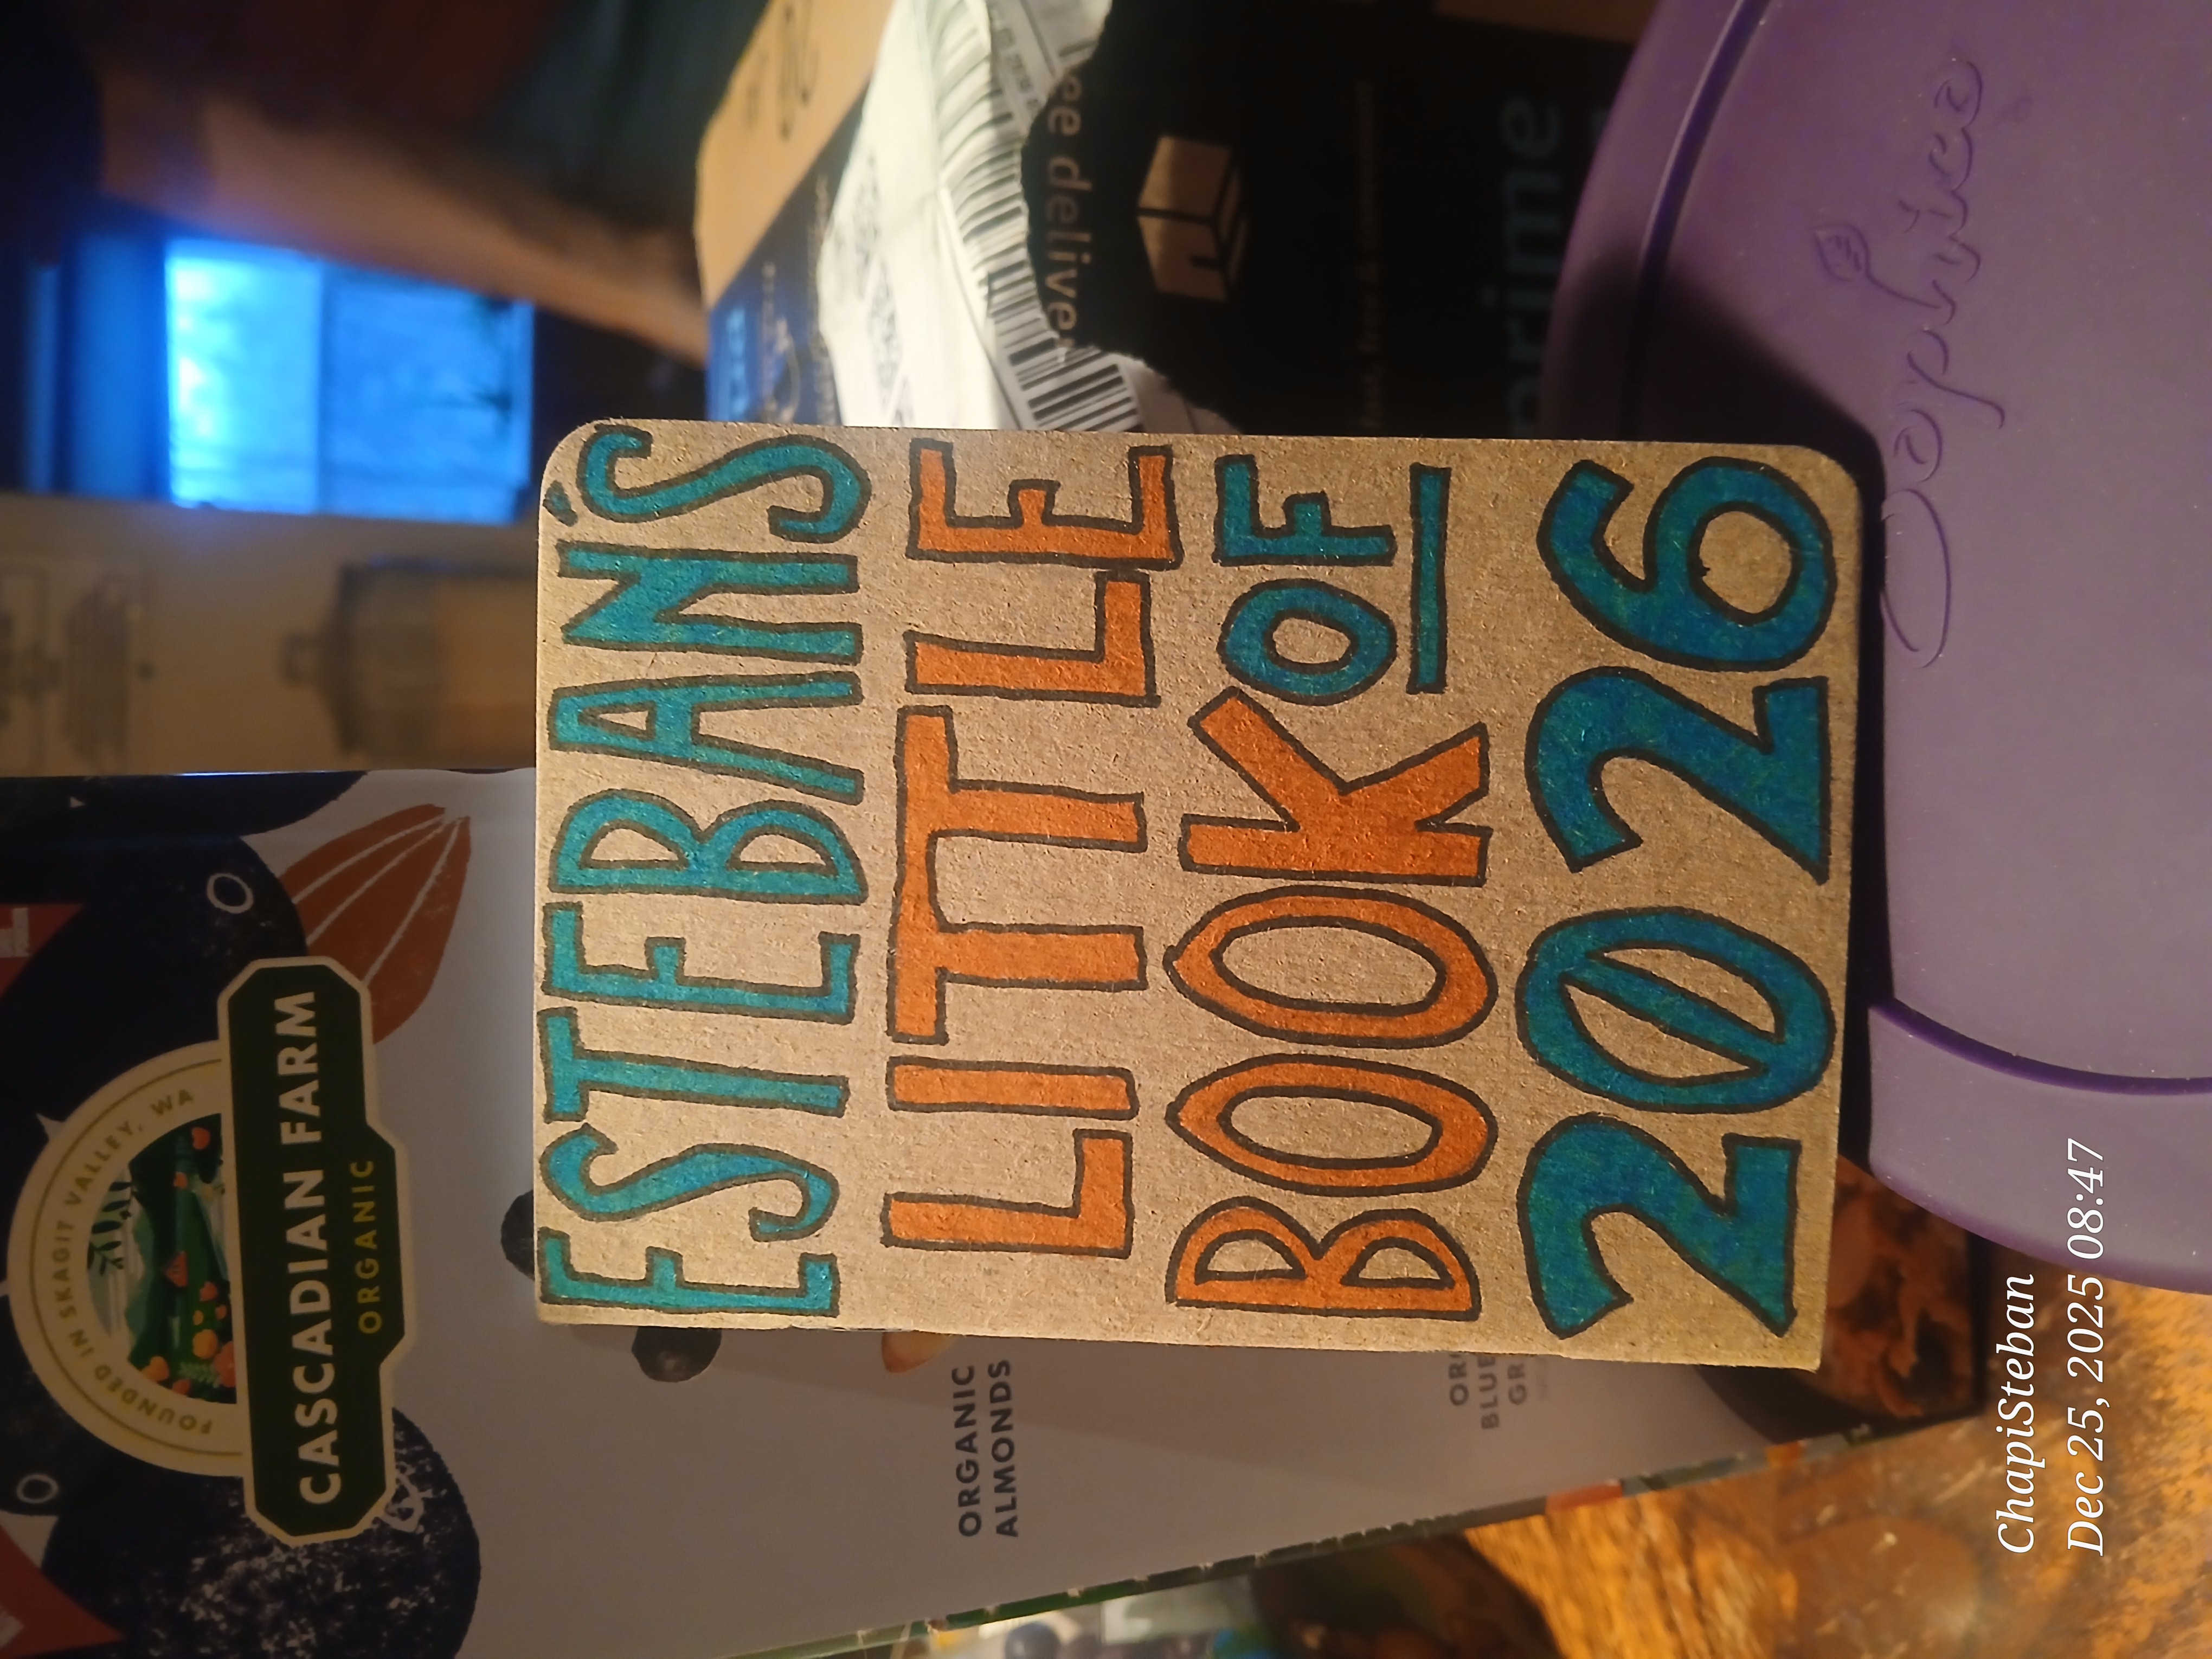 ESTEBAN'S
LITTLE
BOOK OF
2026
FOUNDED IN SKAGIT VALLEY, WA
CASCADIAN FARM
ORGANIC
ORGANIC
ALMONDS
prime
ChapiSteban
Dec 25, 2025 08:47